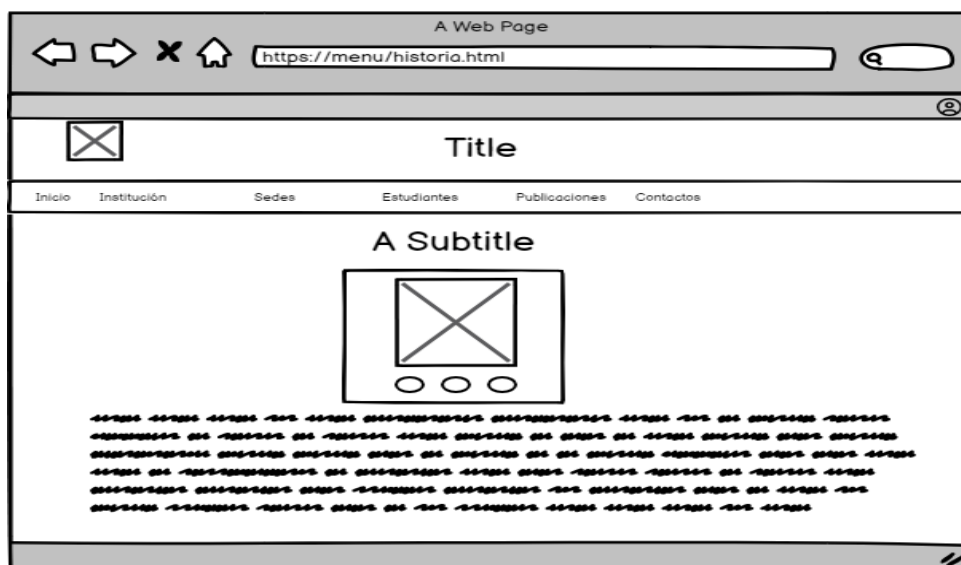 A Web Page
https://menu/historia.html
Title
Inicio Institución Sedes Estudiantes Publicaciones Contactos
A Subtitle